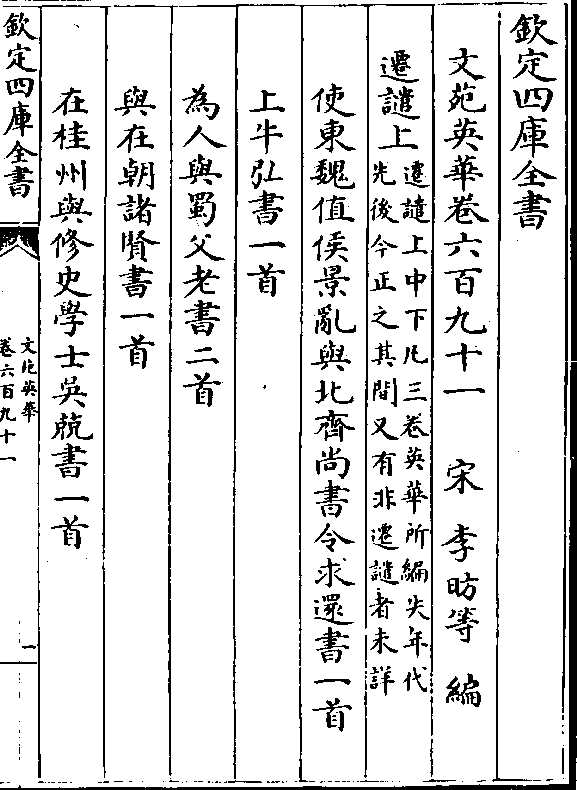 欽定四庫全書
文苑英華卷六百九十一　宋　李昉等　編
遷謫上遷謫上中下凡三卷英華所編失年代
先後今正之其間又有非遷謫者未詳
使東魏值侯景亂與北齊尚書令求還書一首
上牛弘書一首
為人與蜀父老書二首
與在朝諸賢書一首
在桂州與修史學士吳兢書一首
欽定四庫全書
文苑英華
卷六百九十一
一